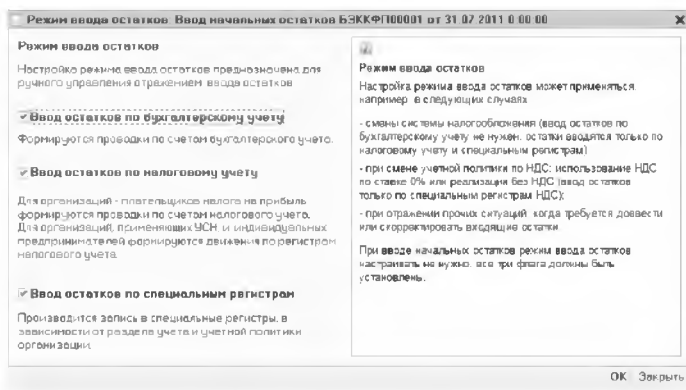 Режим ввода остатков: Ввод начальных остатков БЭККФП00001 от 31.07.2011 0:00:00
Режим ввода остатков
Настройка режима ввода остатков предназначена для
ручного управления отражением ввода остатков
Ввод остатков по бухгалтерскому учету
Формируются проводки по счетам бухгалтерского учета.
Ввод остатков по налоговому учету
Для организаций - плательщиков налога на прибыль
формируются проводки по счетам налогового учета.
Для организаций, применяющих УСН, и индивидуальных
предпринимателей формируются движения по регистрам
налогового учета.
Ввод остатков по специальным регистрам
Производится запись в специальные регистры, в
зависимости от раздела учета и учетной политики
организации.
Режим ввода остатков
Настройка режима ввода остатков может применяться,
например, в следующих случаях:
- смены системы налогообложения (ввод остатков по
бухгалтерскому учету не нужен, остатки вводятся только по
налоговому учету и специальным регистрам)
- при смене учетной политики по НДС: использование НДС
по ставке 0% или реализации без НДС (ввод остатков
только по специальным регистрам НДС);
- при отражении прочих ситуаций, когда требуется довести
или скорректировать входящие остатки.
При вводе начальных остатков режим ввода остатков
настраивать не нужно, все три флага должны быть
установлены.
ОК Закрыть